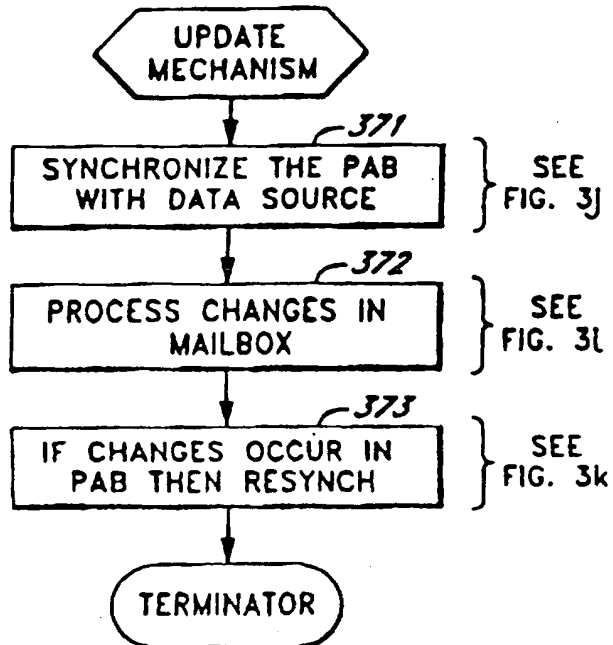 UPDATE
MECHANISM
371
SYNCHRONIZE THE PAB
WITH DATA SOURCE
SEE
FIG. 3j
372
PROCESS CHANGES IN
MAILBOX
SEE
FIG. 3l
373
IF CHANGES OCCUR IN
PAB THEN RESYNCH
SEE
FIG. 3k
TERMINATOR